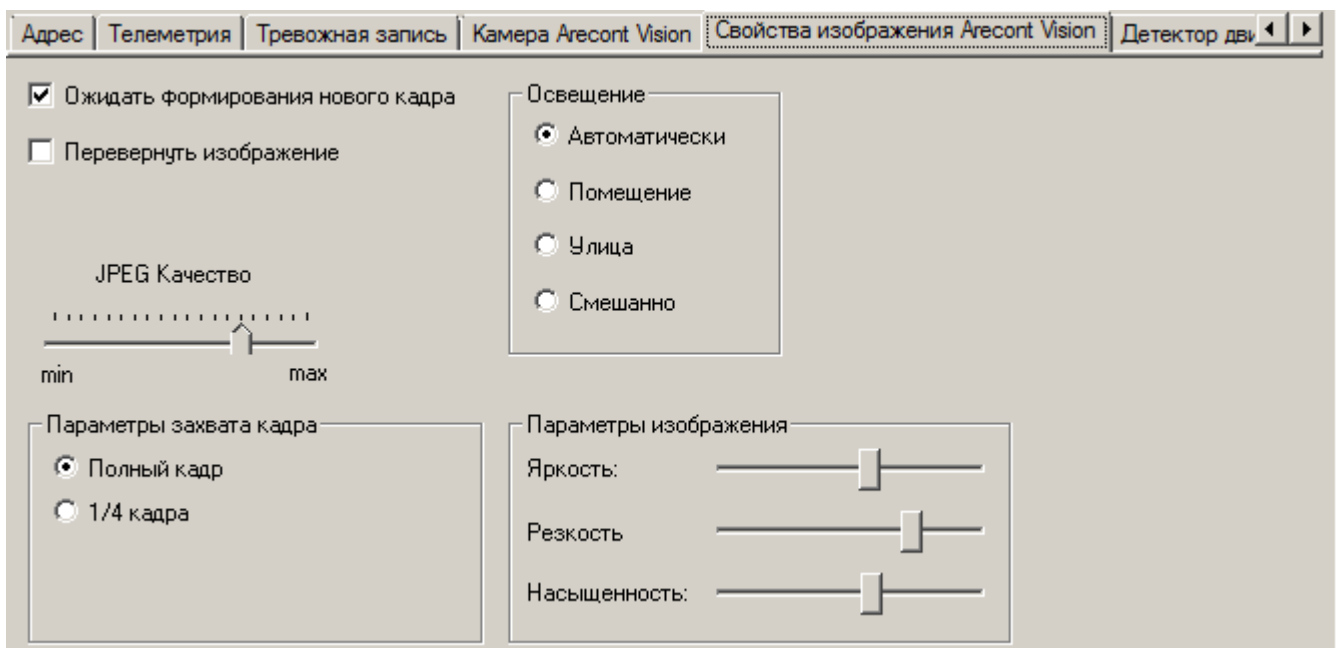 Адрес Телеметрия Тревожная запись Камера Arecont Vision Свойства изображения Arecont Vision Детектор дви
Ожидать формирования нового кадра
Перевернуть изображение
JPEG Качество
min max
Освещение
Автоматически
Помещение
Улица
Смешанно
Параметры захвата кадра
Полный кадр
1/4 кадра
Параметры изображения
Яркость:
Резкость
Насыщенность: